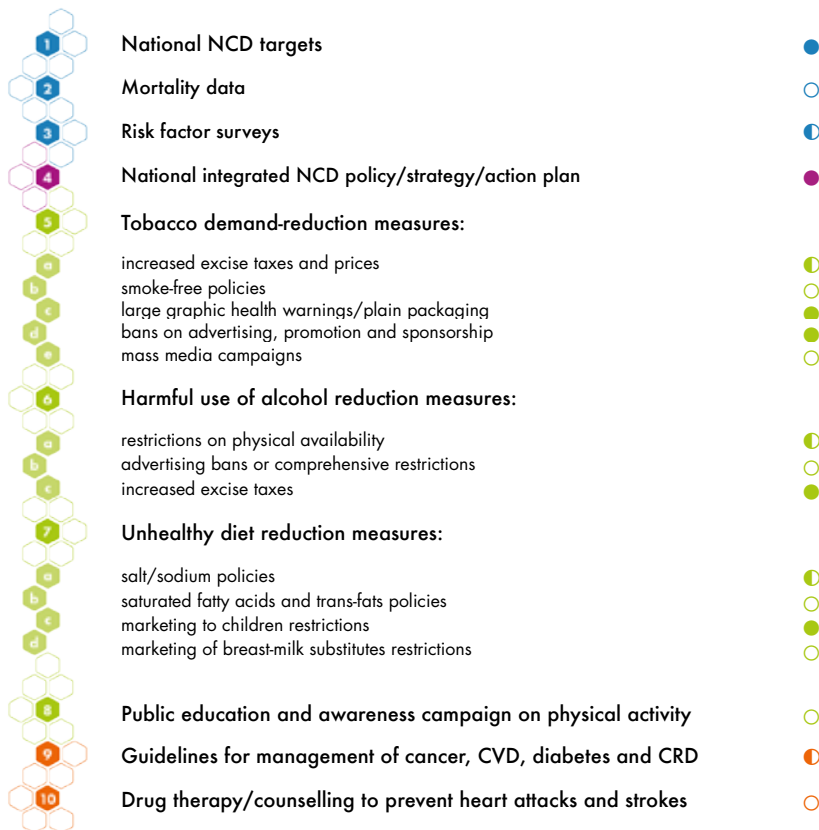 1 National NCD targets
2 Mortality data
3 Risk factor surveys
4 National integrated NCD policy/strategy/action plan
5 Tobacco demand-reduction measures:
a increased excise taxes and prices
b smoke-free policies
c large graphic health warnings/plain packaging
d bans on advertising, promotion and sponsorship
e mass media campaigns
6 Harmful use of alcohol reduction measures:
a restrictions on physical availability
b advertising bans or comprehensive restrictions
c increased excise taxes
7 Unhealthy diet reduction measures:
a salt/sodium policies
b saturated fatty acids and trans-fats policies
c marketing to children restrictions
d marketing of breast-milk substitutes restrictions
8 Public education and awareness campaign on physical activity
9 Guidelines for management of cancer, CVD, diabetes and CRD
10 Drug therapy/counselling to prevent heart attacks and strokes